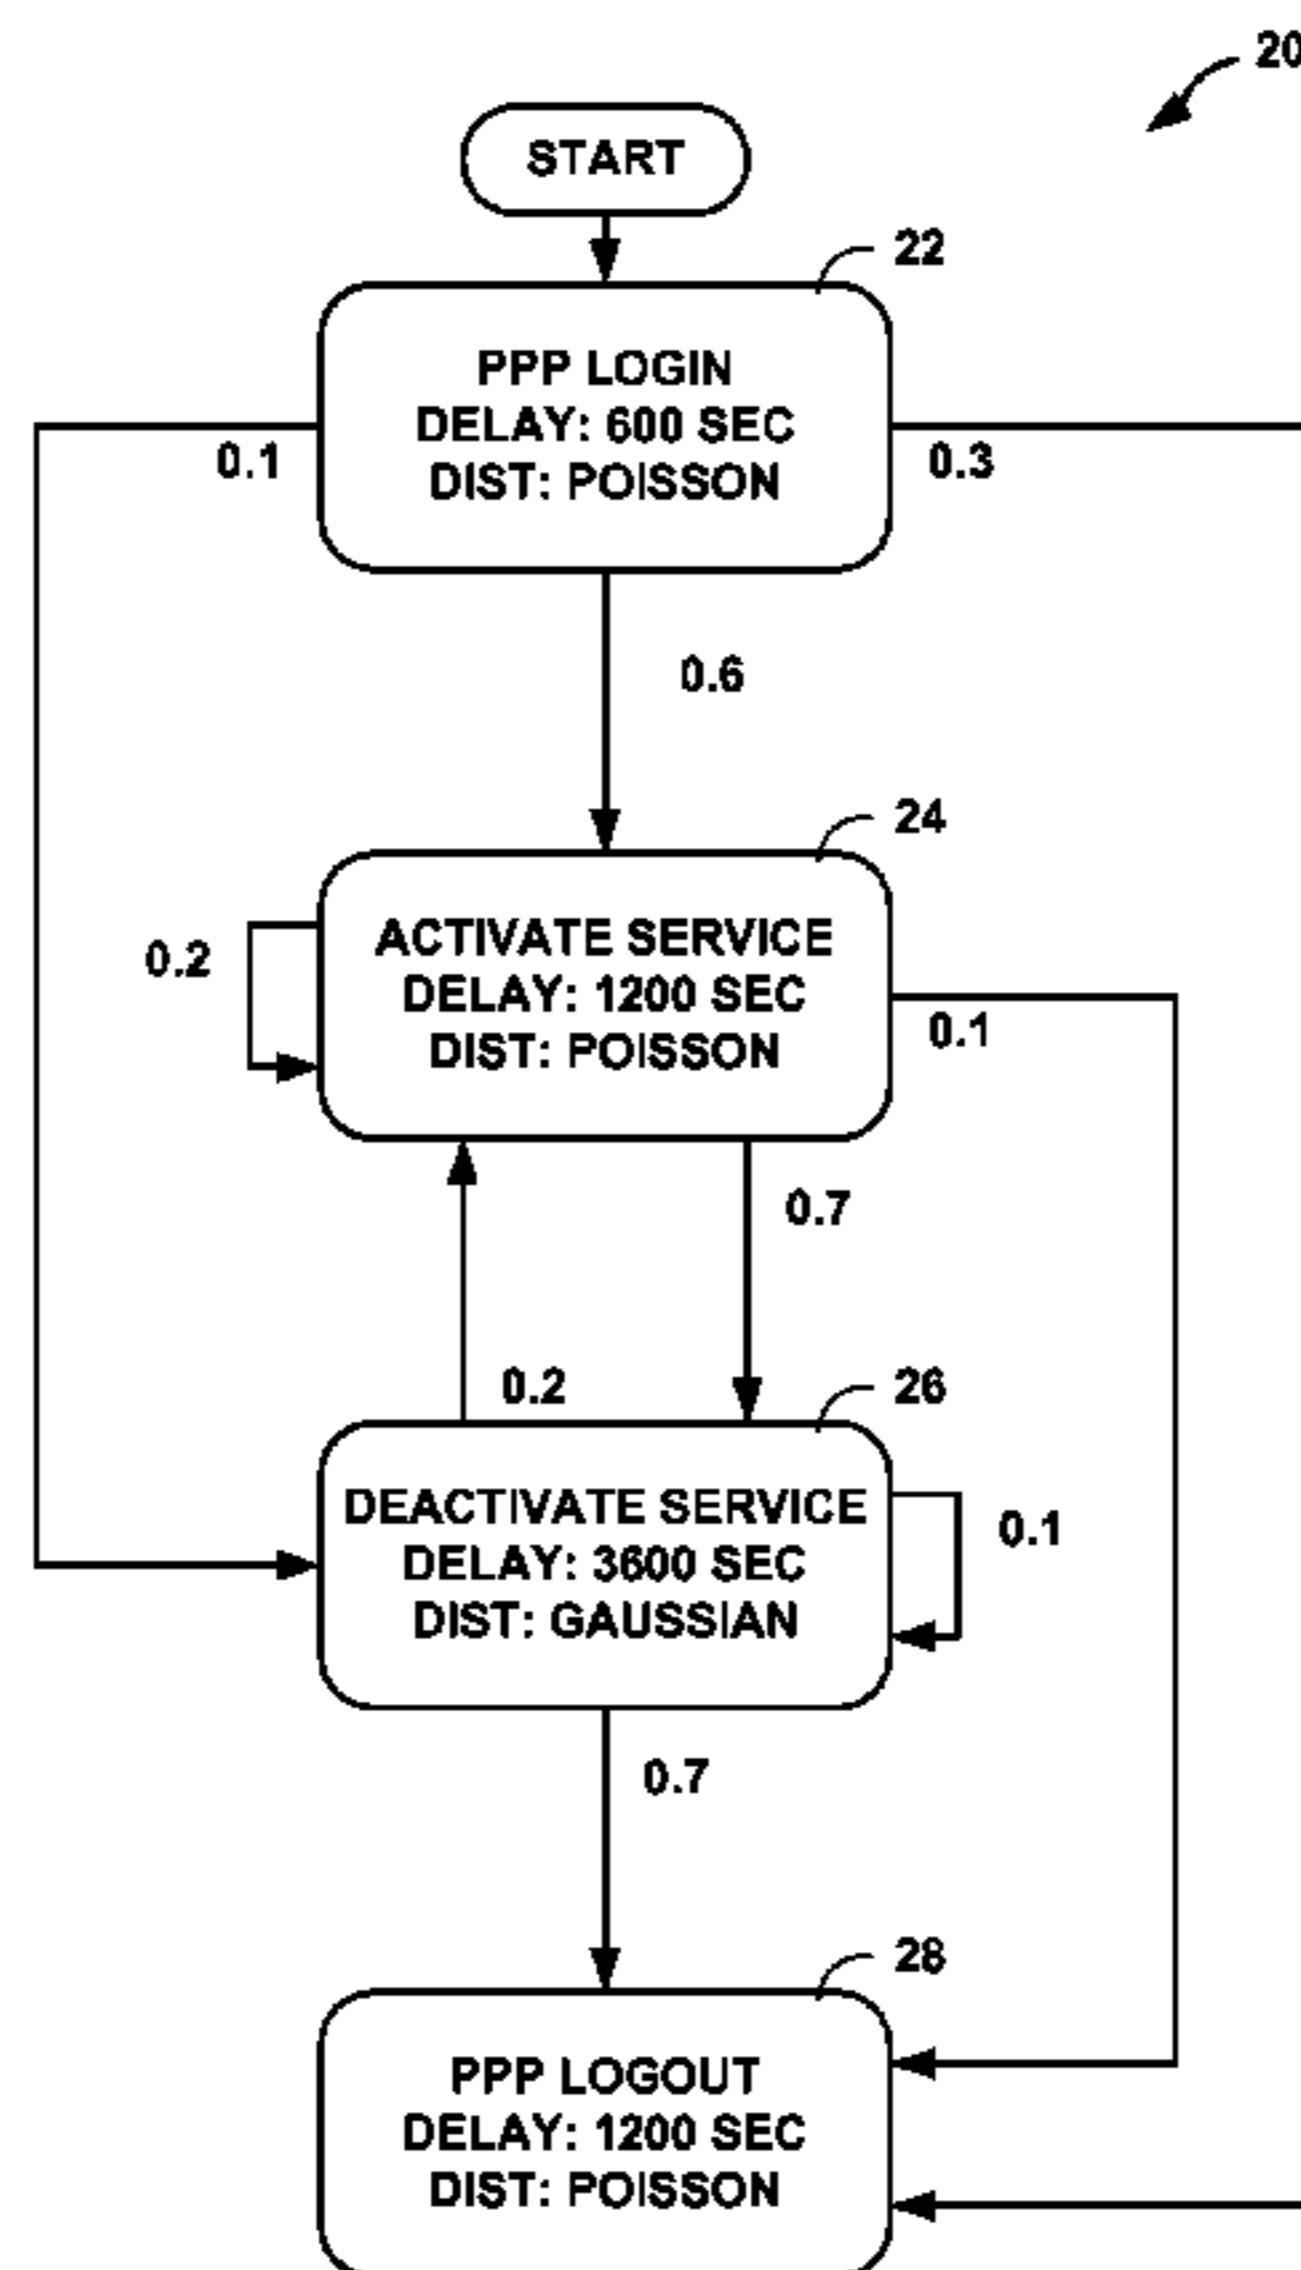 20
START
22
PPP LOGIN
DELAY: 600 SEC
DIST: POISSON
0.1
0.3
0.6
24
ACTIVATE SERVICE
DELAY: 1200 SEC
DIST: POISSON
0.2
0.1
0.7
0.2
26
DEACTIVATE SERVICE
DELAY: 3600 SEC
DIST: GAUSSIAN
0.1
0.7
28
PPP LOGOUT
DELAY: 1200 SEC
DIST: POISSON